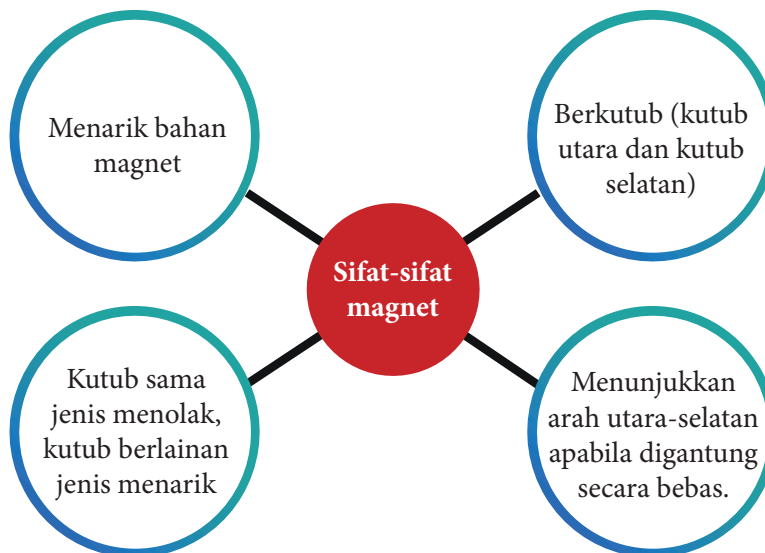 Menarik bahan
magnet
Berkutub (kutub
utara dan kutub
selatan)
Sifat-sifat
magnet
Kutub sama
jenis menolak,
kutub berlainan
jenis menarik
Menunjukkan
arah utara-selatan
apabila digantung
secara bebas.